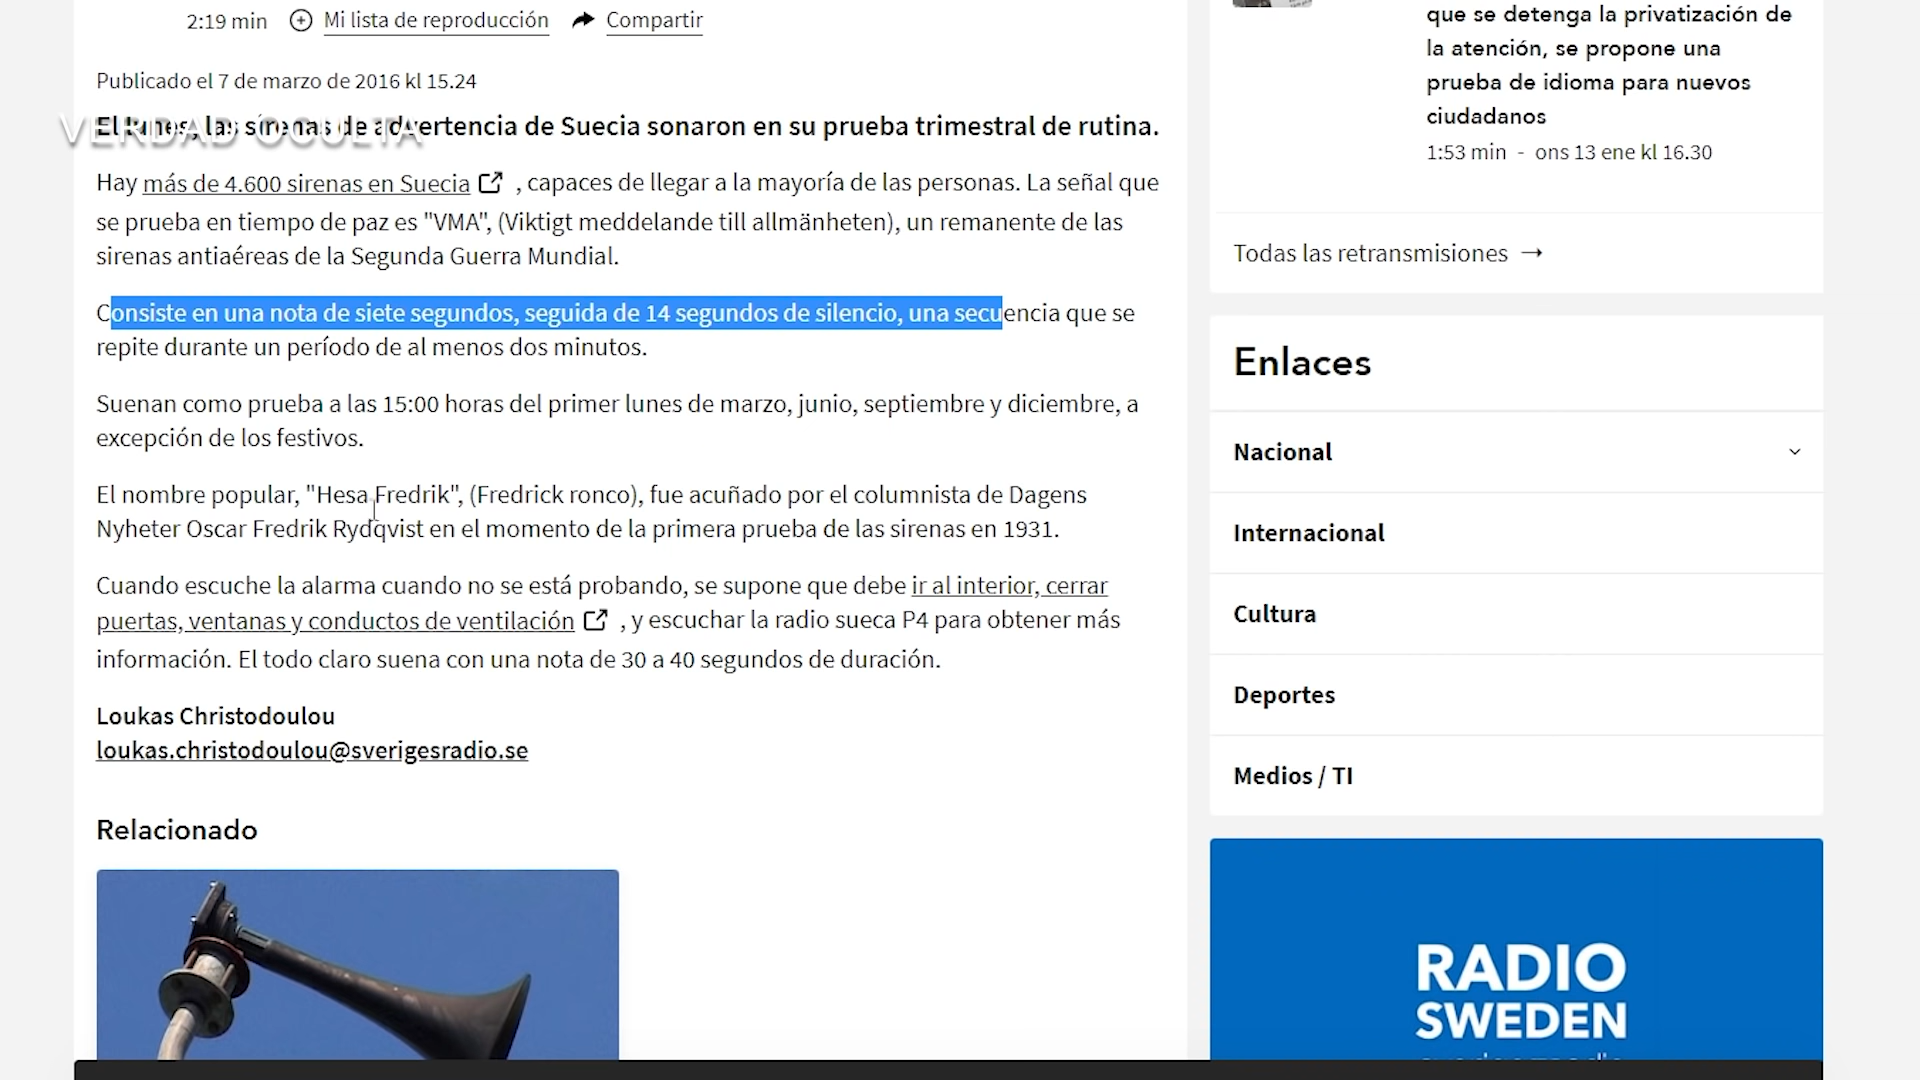 2:19 min Mi lista de reproducción Compartir
Publicado el 7 de marzo de 2016 kl 15.24
VERDAD OCULTA
El lunes, las sirenas de advertencia de Suecia sonaron en su prueba trimestral de rutina.
Hay más de 4.600 sirenas en Suecia , capaces de llegar a la mayoría de las personas. La señal que
se prueba en tiempo de paz es "VMA", (Viktigt meddelande till allmänheten), un remanente de las
sirenas antiaéreas de la Segunda Guerra Mundial.
Consiste en una nota de siete segundos, seguida de 14 segundos de silencio, una secuencia que se
repite durante un período de al menos dos minutos.
Suenan como prueba a las 15:00 horas del primer lunes de marzo, junio, septiembre y diciembre, a
excepción de los festivos.
El nombre popular, "Hesa Fredrik", (Fredrick ronco), fue acuñado por el columnista de Dagens
Nyheter Oscar Fredrik Rydqvist en el momento de la primera prueba de las sirenas en 1931.
Cuando escuche la alarma cuando no se está probando, se supone que debe ir al interior, cerrar
puertas, ventanas y conductos de ventilación , y escuchar la radio sueca P4 para obtener más
información. El todo claro suena con una nota de 30 a 40 segundos de duración.
Loukas Christodoulou
loukas.christodoulou@sverigesradio.se
Relacionado
que se detenga la privatización de
la atención, se propone una
prueba de idioma para nuevos
ciudadanos
1:53 min - ons 13 ene kl 16.30
Todas las retransmisiones →
Enlaces
Nacional
Internacional
Cultura
Deportes
Medios / TI
RADIO
SWEDEN